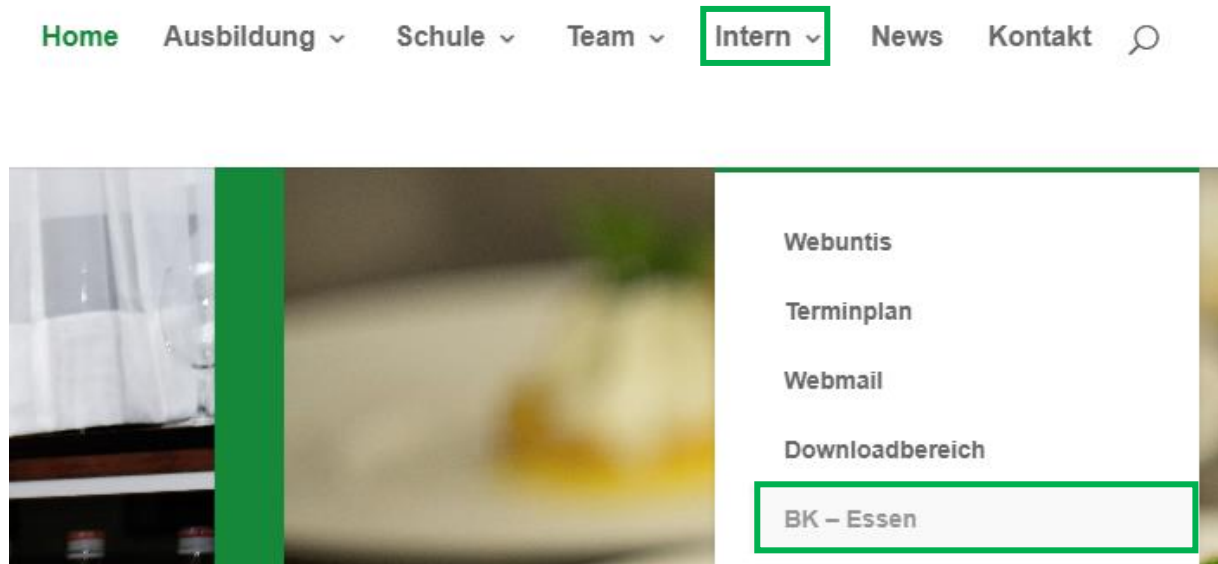 Home Ausbildung Schule Team Intern News Kontakt
Webuntis
Terminplan
Webmail
Downloadbereich
BK – Essen